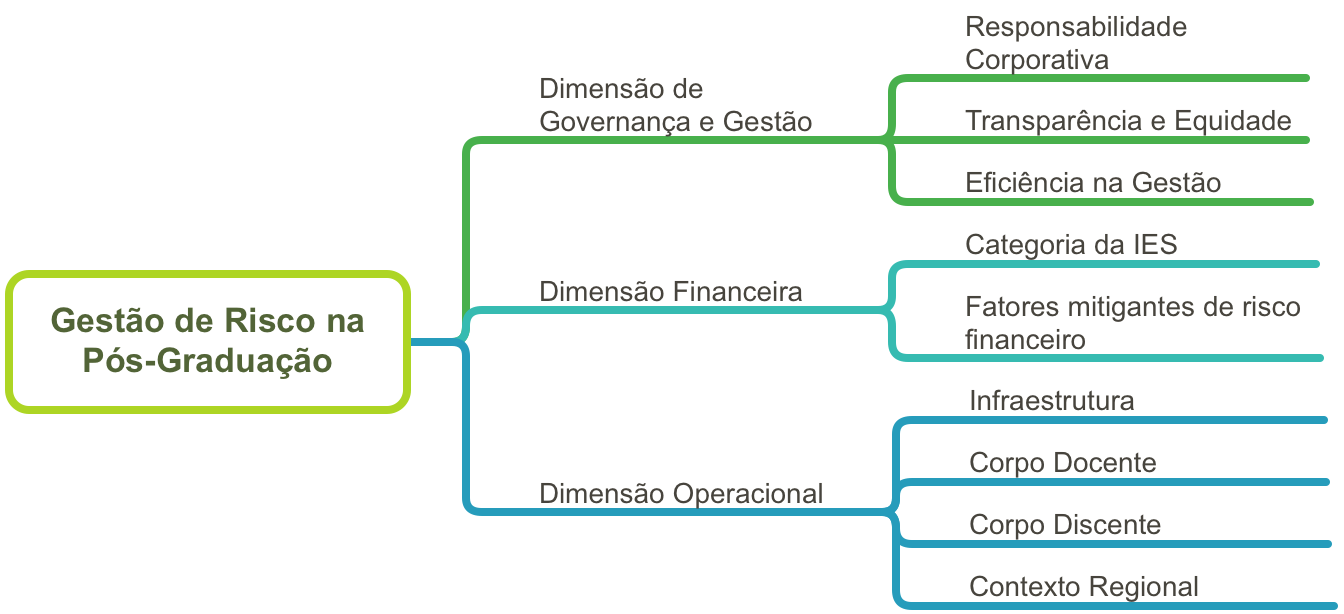 Gestão de Risco na
Pós-Graduação
Dimensão de
Governança e Gestão
Responsabilidade
Corporativa
Transparência e Equidade
Eficiência na Gestão
Dimensão Financeira
Categoria da IES
Fatores mitigantes de risco
financeiro
Dimensão Operacional
Infraestrutura
Corpo Docente
Corpo Discente
Contexto Regional